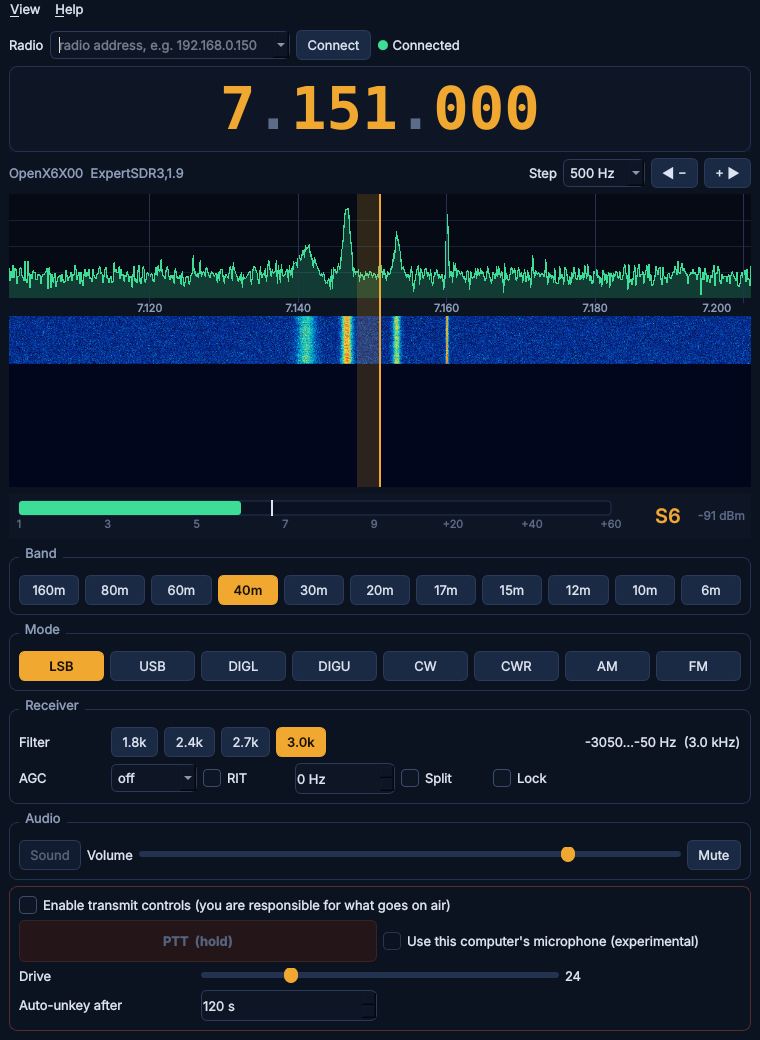 View Help
Radio radio address, e.g. 192.168.0.150 Connect Connected
7.151.000
OpenX6X00 ExpertSDR3,1.9 Step 500 Hz ◀ − + ▶
7.120 7.140 7.160 7.180 7.200
S6 -91 dBm
1 3 5 7 9 +20 +40 +60
Band
160m 80m 60m 40m 30m 20m 17m 15m 12m 10m 6m
Mode
LSB USB DIGL DIGU CW CWR AM FM
Receiver
Filter 1.8k 2.4k 2.7k 3.0k -3050...-50 Hz (3.0 kHz)
AGC off RIT 0 Hz Split Lock
Audio
Sound Volume Mute
Enable transmit controls (you are responsible for what goes on air)
PTT (hold) Use this computer's microphone (experimental)
Drive 24
Auto-unkey after 120 s